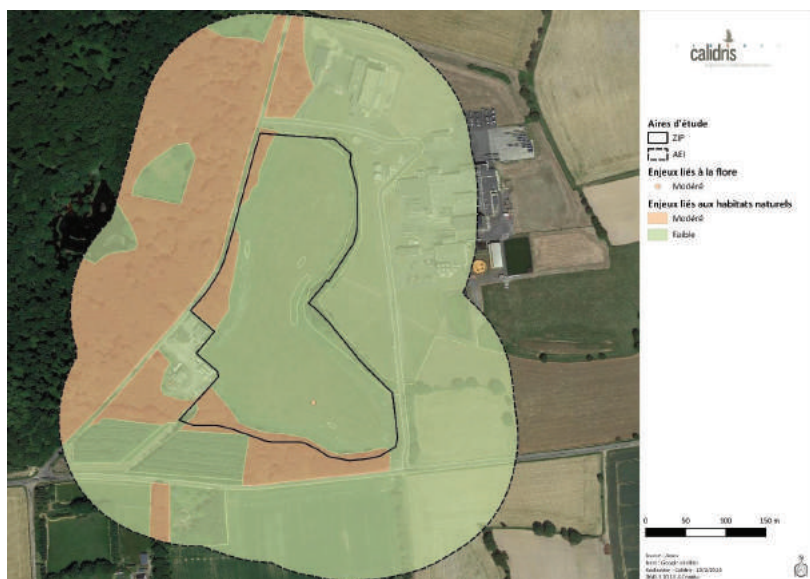 calidris
Aires d'étude
ZIP
AEI
Enjeux liés à la flore
Modéré
Enjeux liés aux habitats naturels
Modéré
Faible
0 50 100 150 m